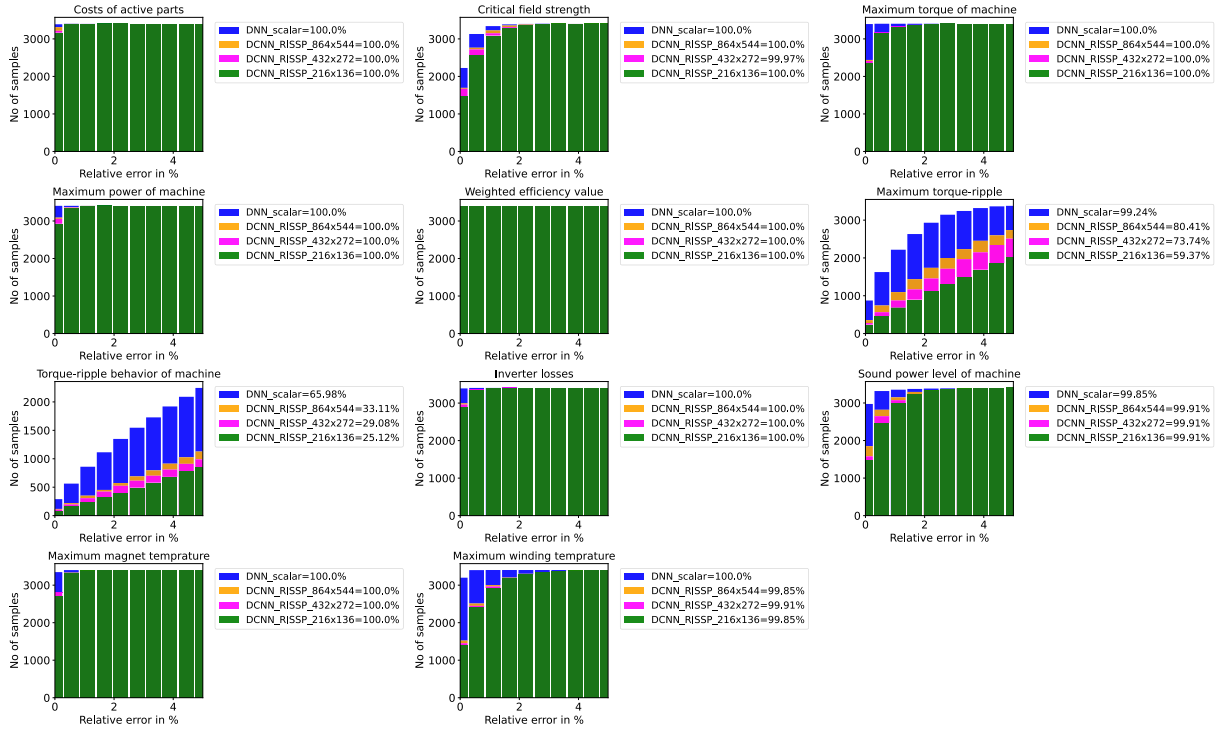 Costs of active parts
No of samples
3000
2000
1000
0
0 2 4
Relative error in %
DNN_scalar=100.0%
DCNN_RISSP_864x544=100.0%
DCNN_RISSP_432x272=100.0%
DCNN_RISSP_216x136=100.0%
Critical field strength
No of samples
3000
2000
1000
0
0 2 4
Relative error in %
DNN_scalar=100.0%
DCNN_RISSP_864x544=100.0%
DCNN_RISSP_432x272=99.97%
DCNN_RISSP_216x136=100.0%
Maximum torque of machine
No of samples
3000
2000
1000
0
0 2 4
Relative error in %
DNN_scalar=100.0%
DCNN_RISSP_864x544=100.0%
DCNN_RISSP_432x272=100.0%
DCNN_RISSP_216x136=100.0%
Maximum power of machine
No of samples
3000
2000
1000
0
0 2 4
Relative error in %
DNN_scalar=100.0%
DCNN_RISSP_864x544=100.0%
DCNN_RISSP_432x272=100.0%
DCNN_RISSP_216x136=100.0%
Weighted efficiency value
No of samples
3000
2000
1000
0
0 2 4
Relative error in %
DNN_scalar=100.0%
DCNN_RISSP_864x544=100.0%
DCNN_RISSP_432x272=100.0%
DCNN_RISSP_216x136=100.0%
Maximum torque-ripple
No of samples
3000
2000
1000
0
0 2 4
Relative error in %
DNN_scalar=99.24%
DCNN_RISSP_864x544=80.41%
DCNN_RISSP_432x272=73.74%
DCNN_RISSP_216x136=59.37%
Torque-ripple behavior of machine
No of samples
2000
1500
1000
500
0
0 2 4
Relative error in %
DNN_scalar=65.98%
DCNN_RISSP_864x544=33.11%
DCNN_RISSP_432x272=29.08%
DCNN_RISSP_216x136=25.12%
Inverter losses
No of samples
3000
2000
1000
0
0 2 4
Relative error in %
DNN_scalar=100.0%
DCNN_RISSP_864x544=100.0%
DCNN_RISSP_432x272=100.0%
DCNN_RISSP_216x136=100.0%
Sound power level of machine
No of samples
3000
2000
1000
0
0 2 4
Relative error in %
DNN_scalar=99.85%
DCNN_RISSP_864x544=99.91%
DCNN_RISSP_432x272=99.91%
DCNN_RISSP_216x136=99.91%
Maximum magnet temprature
No of samples
3000
2000
1000
0
0 2 4
Relative error in %
DNN_scalar=100.0%
DCNN_RISSP_864x544=100.0%
DCNN_RISSP_432x272=100.0%
DCNN_RISSP_216x136=100.0%
Maximum winding temprature
No of samples
3000
2000
1000
0
0 2 4
Relative error in %
DNN_scalar=100.0%
DCNN_RISSP_864x544=99.85%
DCNN_RISSP_432x272=99.91%
DCNN_RISSP_216x136=99.85%